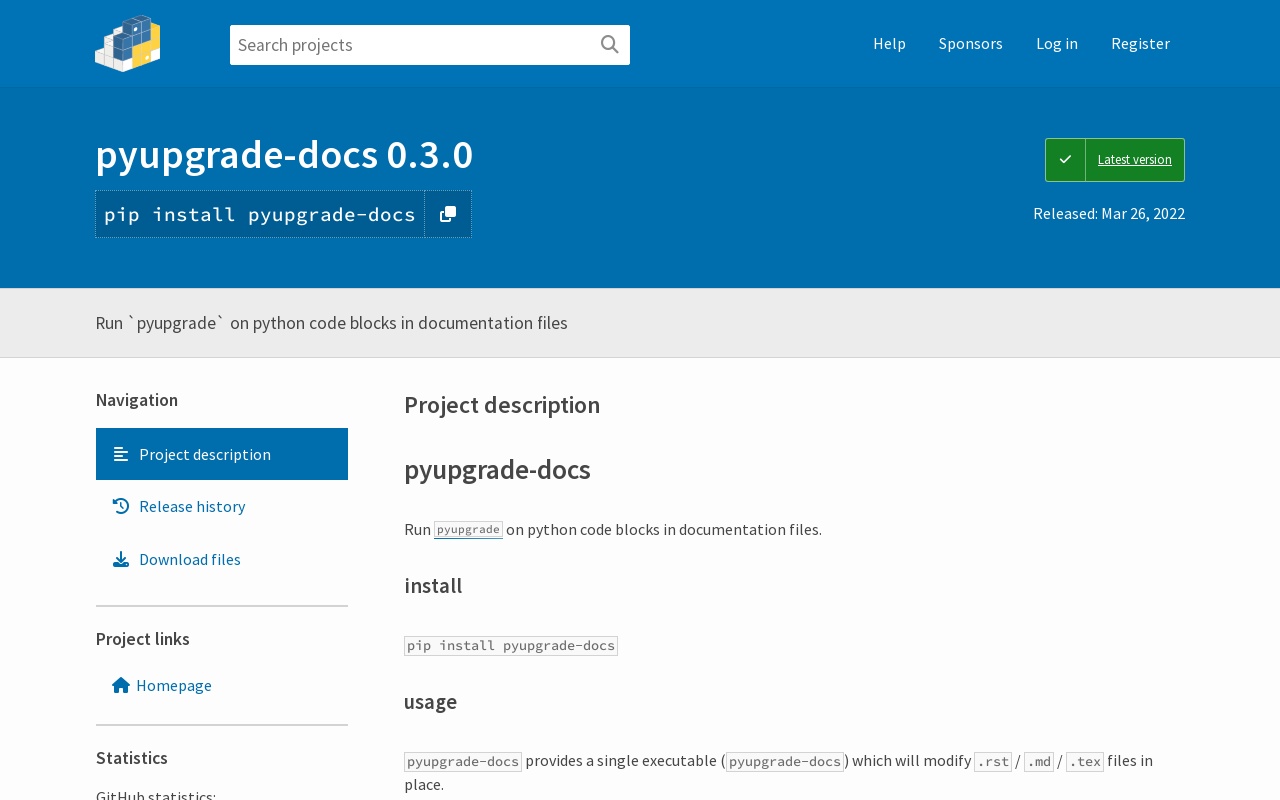 Search projects
Help
Sponsors
Log in
Register
pyupgrade-docs 0.3.0
pip install pyupgrade-docs
Latest version
Released: Mar 26, 2022
Run `pyupgrade` on python code blocks in documentation files
Navigation
Project description
Release history
Download files
Project links
Homepage
Statistics
GitHub statistics:
Project description
pyupgrade-docs
Run pyupgrade on python code blocks in documentation files.
install
pip install pyupgrade-docs
usage
pyupgrade-docs provides a single executable (pyupgrade-docs) which will modify .rst / .md / .tex files in
place.